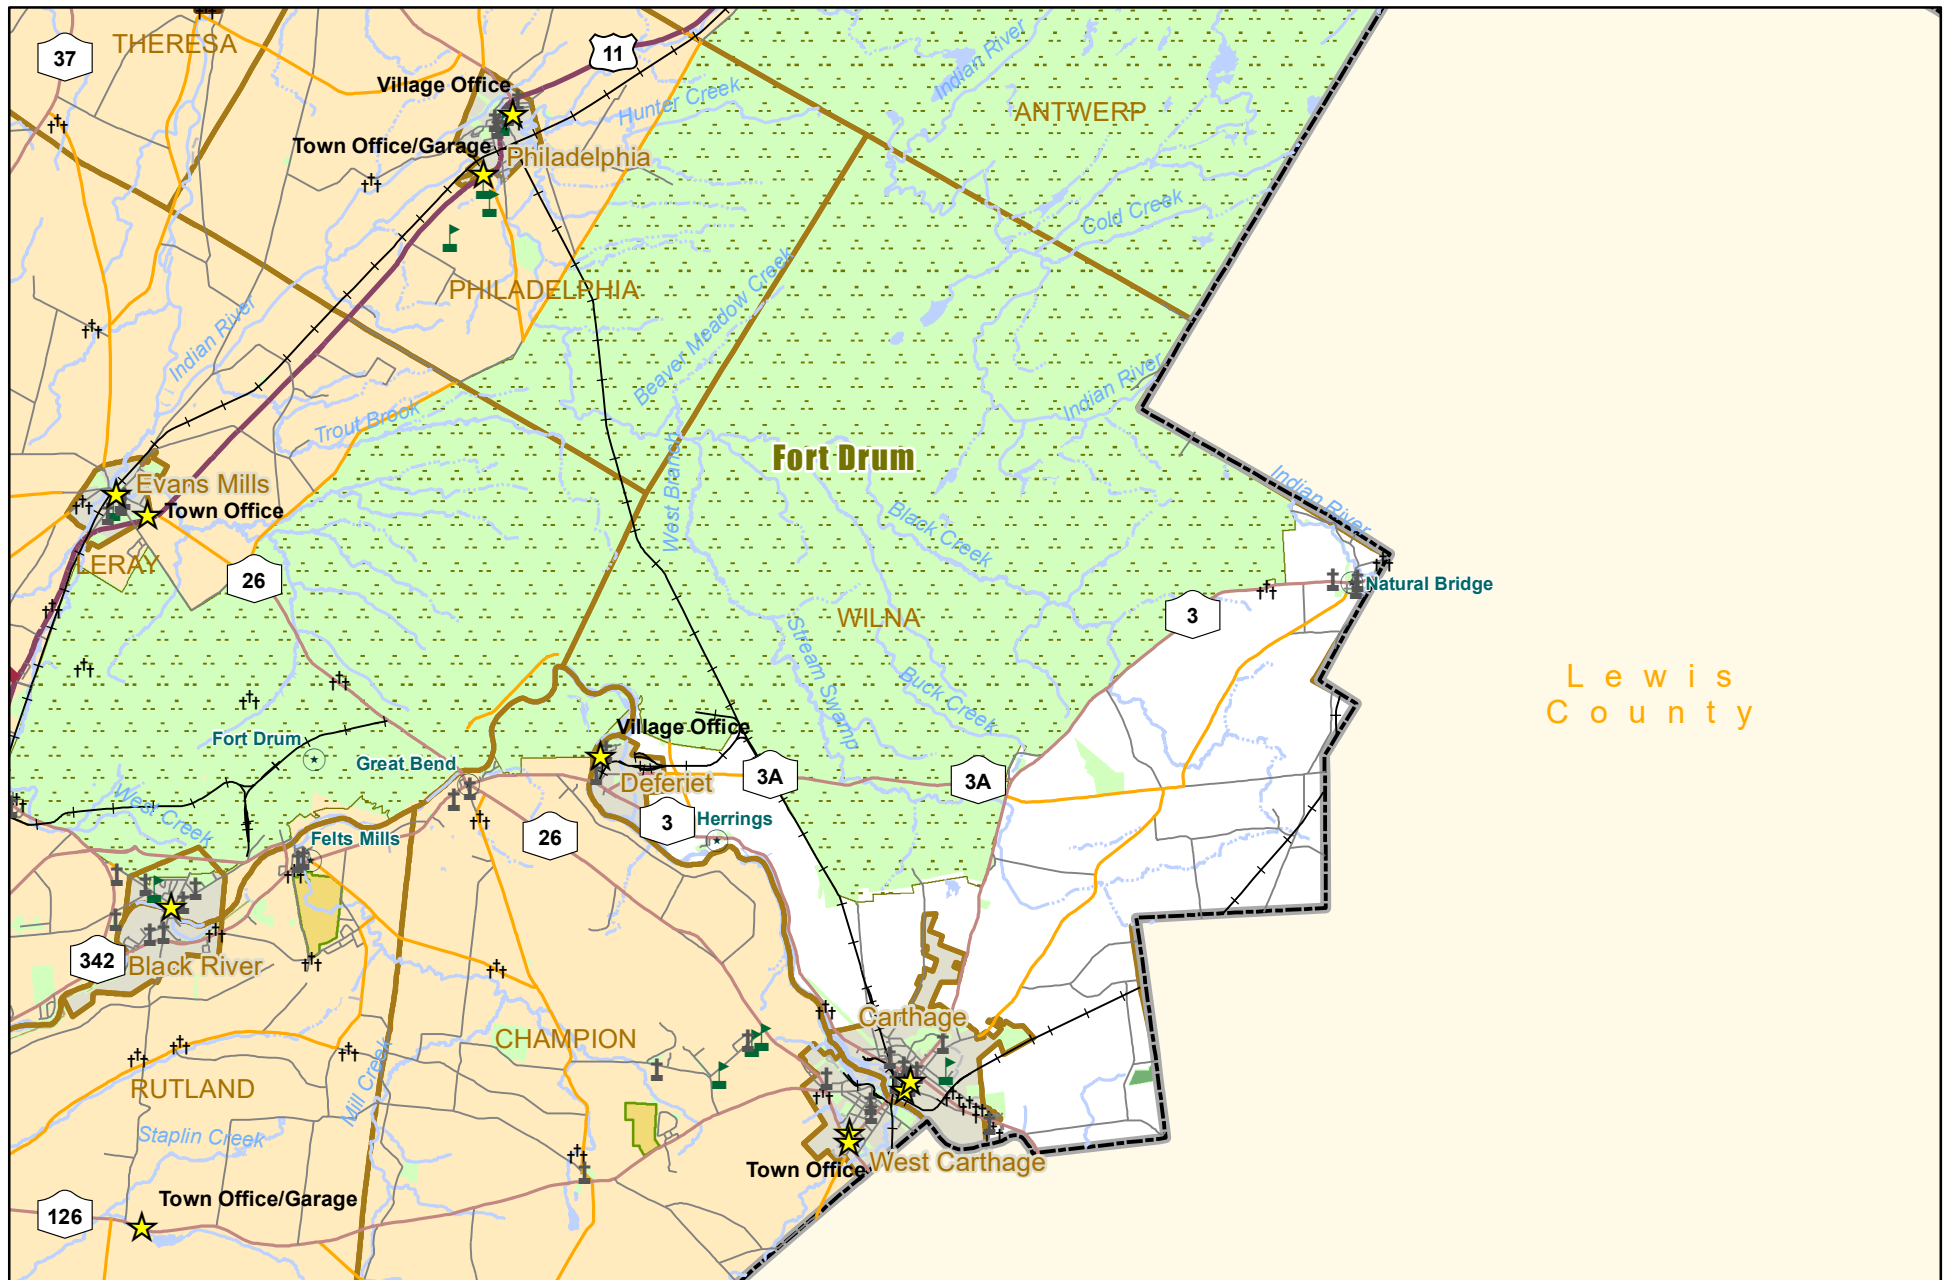 THERESA
37
11
Village Office
Indian River
Hunter Creek
ANTWERP
Town Office/Garage
Philadelphia
Cold Creek
PHILADELPHIA
Beaver Meadow Creek
Indian River
Trout Brook
Indian River
Fort Drum
West Branch
Evans Mills
Town Office
Black Creek
Indian River
LERAY
26
Natural Bridge
3
WILNA
Stream Swamp
Buck Creek
Lewis
County
Village Office
Fort Drum
Great Bend
3A
3A
Deferiet
West Creek
3
Herrings
26
Felts Mills
342
Black River
Carthage
CHAMPION
RUTLAND
Mill Creek
Staplin Creek
Town Office
West Carthage
Town Office/Garage
126